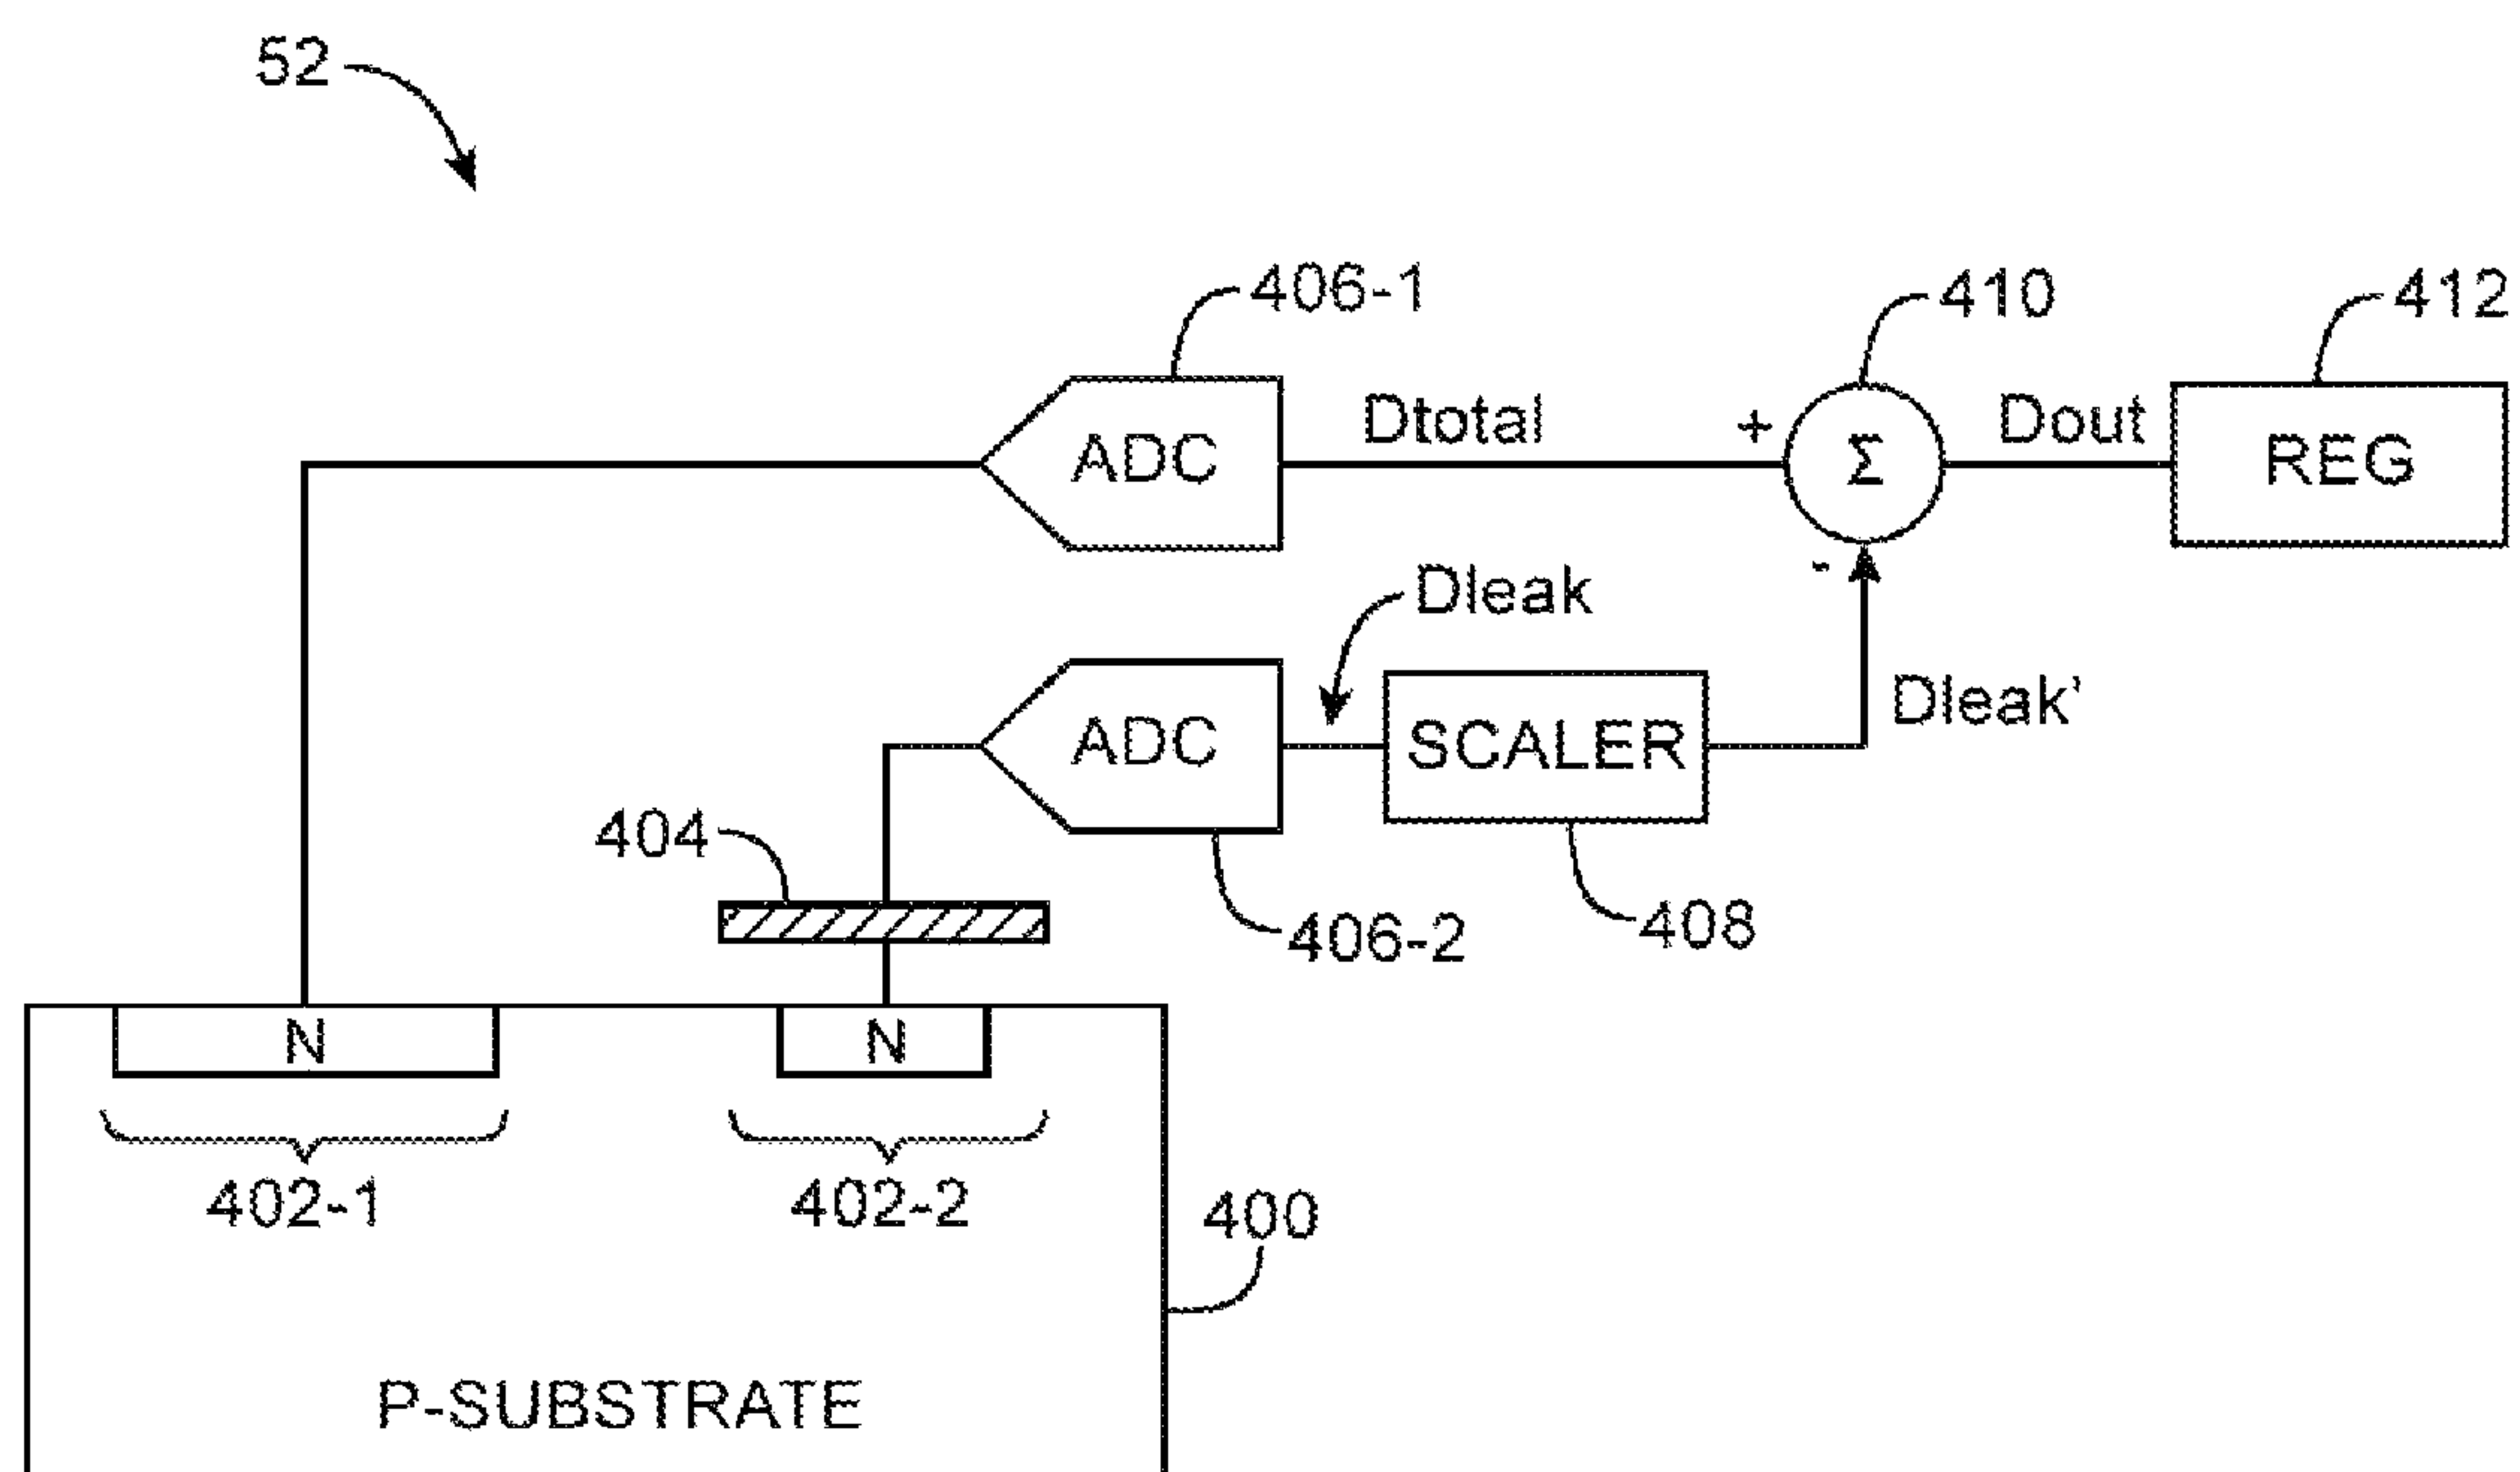 52
406-1
410
412
ADC
Dtotal
+
Σ
Dout
REG
-
Dleak
ADC
SCALER
Dleak'
404
406-2
408
N
N
402-1
402-2
400
P-SUBSTRATE